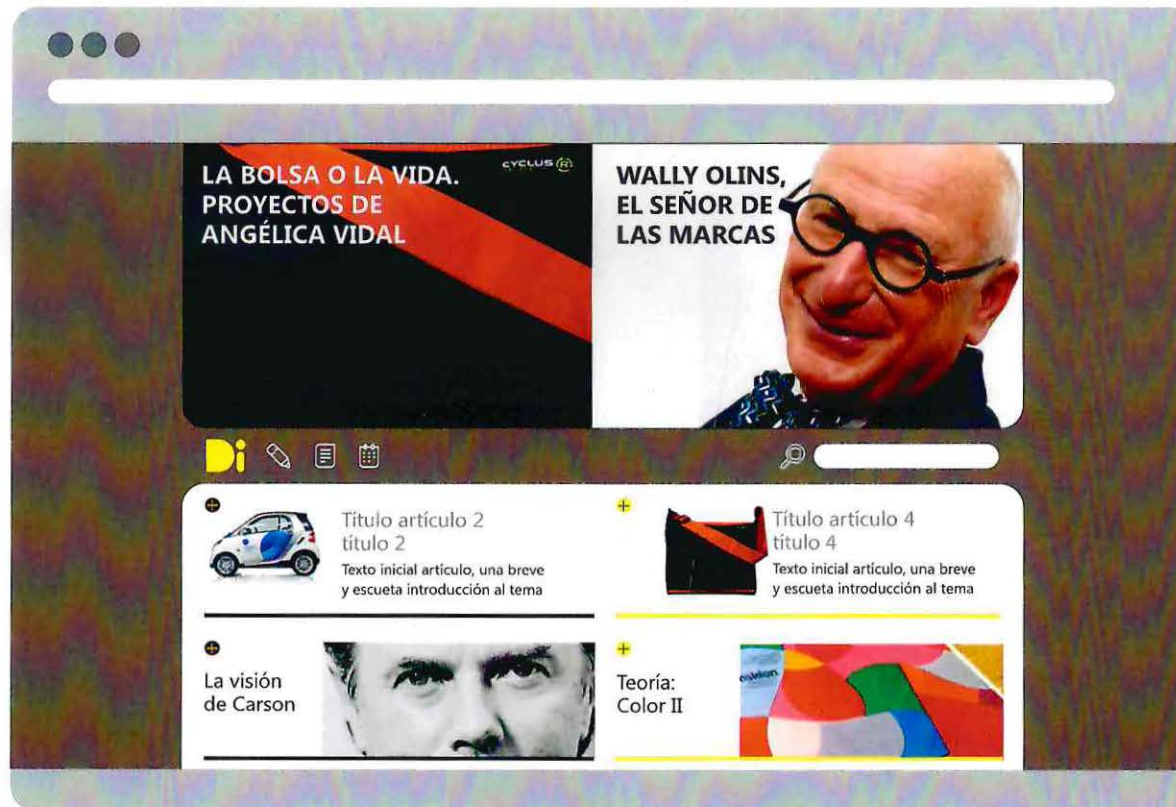 LA BOLSA O LA VIDA.
PROYECTOS DE
ANGÉLICA VIDAL
CYCLUS R
WALLY OLINS,
EL SEÑOR DE
LAS MARCAS
Di
Título artículo 2
título 2
Texto inicial artículo, una breve
y escueta introducción al tema
Título artículo 4
título 4
Texto inicial artículo, una breve
y escueta introducción al tema
La visión
de Carson
Teoría:
Color II